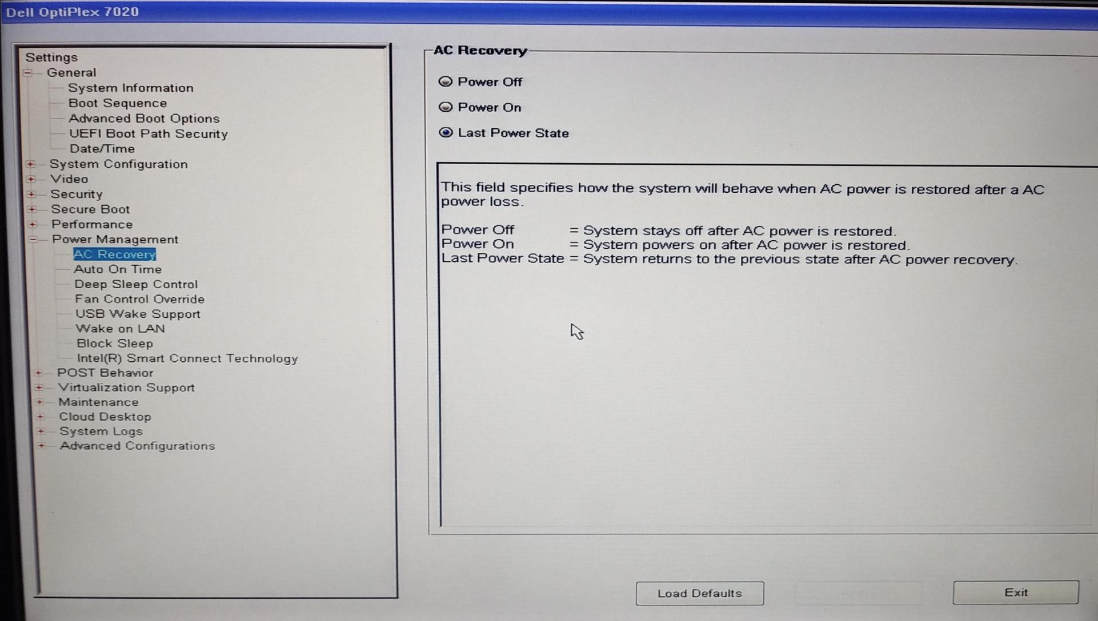 Dell OptiPlex 7020
Settings
General
System Information
Boot Sequence
Advanced Boot Options
UEFI Boot Path Security
Date/Time
System Configuration
Video
Security
Secure Boot
Performance
Power Management
AC Recovery
Auto On Time
Deep Sleep Control
Fan Control Override
USB Wake Support
Wake on LAN
Block Sleep
Intel(R) Smart Connect Technology
POST Behavior
Virtualization Support
Maintenance
Cloud Desktop
System Logs
Advanced Configurations
AC Recovery
Power Off
Power On
Last Power State
This field specifies how the system will behave when AC power is restored after a AC
power loss.
Power Off = System stays off after AC power is restored.
Power On = System powers on after AC power is restored.
Last Power State = System returns to the previous state after AC power recovery.
Load Defaults
Exit